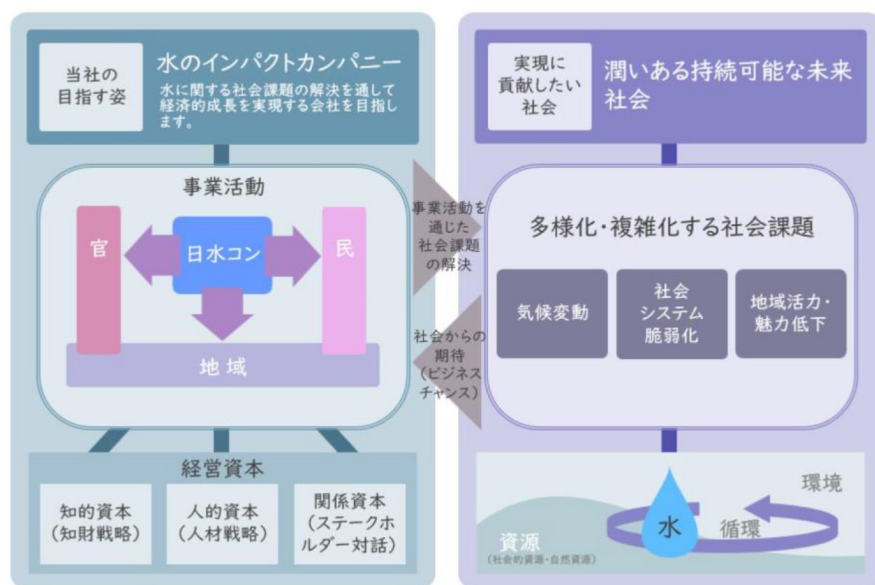 当社の
目指す姿
水のインパクトカンパニー
水に関する社会課題の解決を通して
経済的成長を実現する会社を目指し
ます。
事業活動
官
日水コン
民
地域
経営資本
知的資本
(知財戦略)
人的資本
(人材戦略)
関係資本
(ステークホ
ルダー対話)
事業活動を
通じた
社会課題
の解決
社会からの
期待
(ビジネス
チャンス)
実現に
貢献したい
社会
潤いある持続可能な未来
社会
多様化・複雑化する社会課題
気候変動
社会
システム
脆弱化
地域活力・
魅力低下
環境
水
循環
資源
(社会的資源・自然資源)